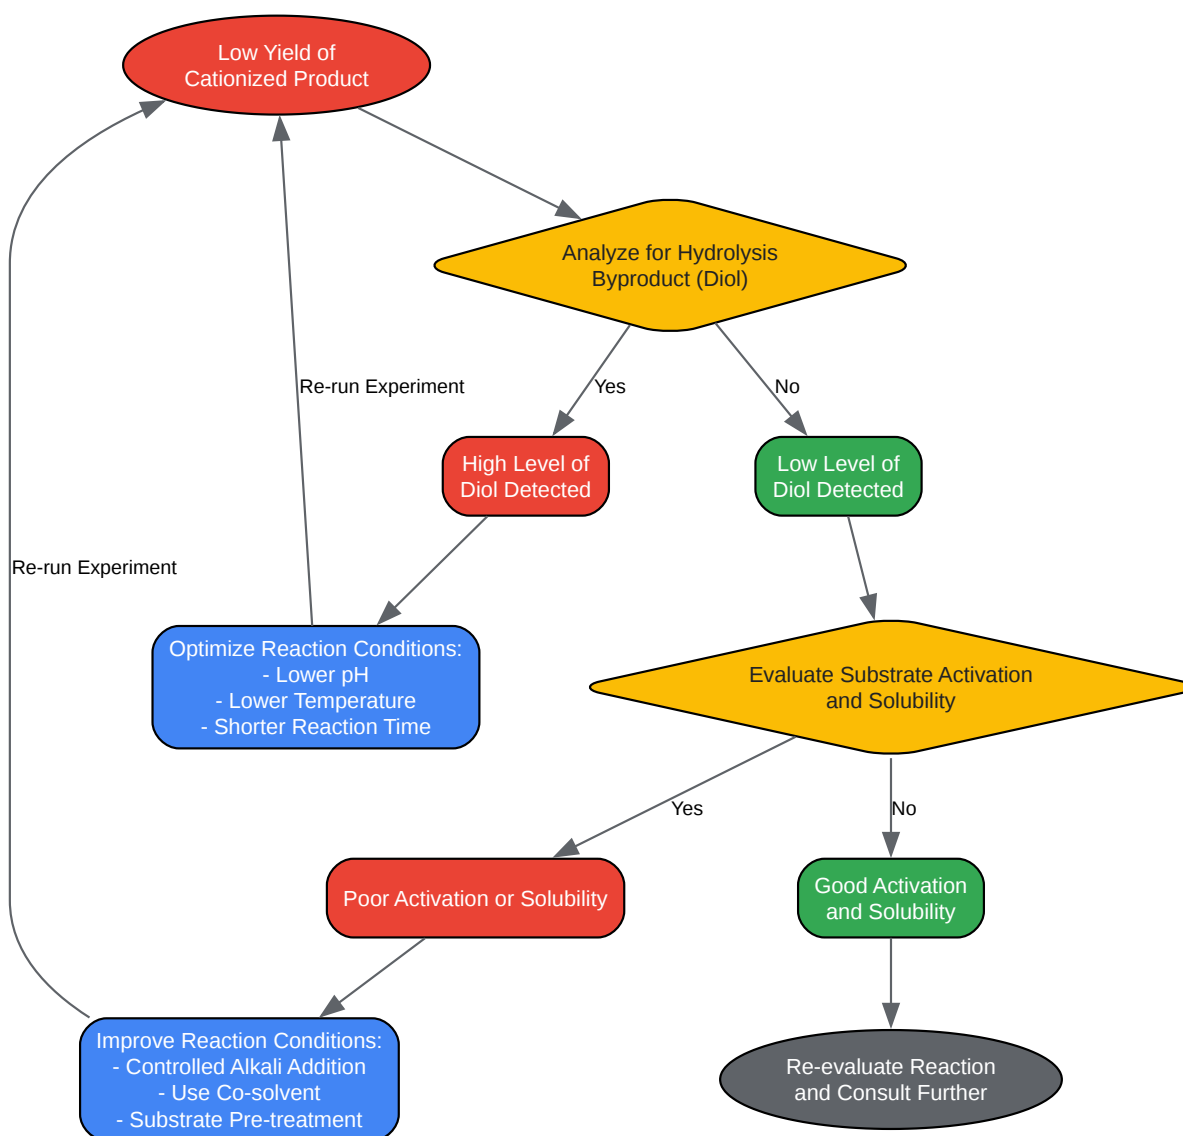 Low Yield of
Cationized Product
Analyze for Hydrolysis
Byproduct (Diol)
Re-run Experiment
Yes
No
High Level of
Diol Detected
Low Level of
Diol Detected
Re-run Experiment
Optimize Reaction Conditions:
- Lower pH
- Lower Temperature
- Shorter Reaction Time
Evaluate Substrate Activation
and Solubility
Yes
No
Poor Activation or Solubility
Good Activation
and Solubility
Improve Reaction Conditions:
- Controlled Alkali Addition
- Use Co-solvent
- Substrate Pre-treatment
Re-evaluate Reaction
and Consult Further